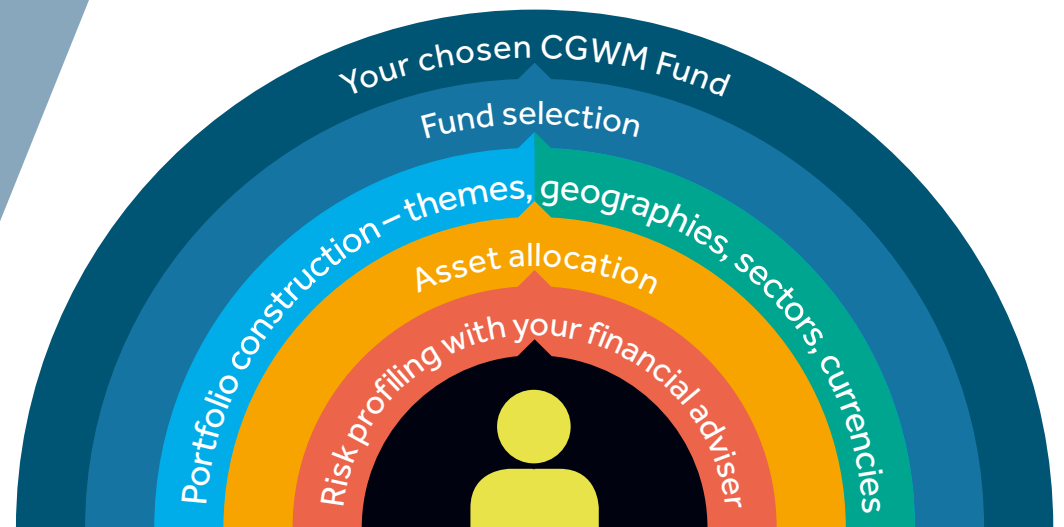 Your chosen CGWM Fund
Fund selection
Portfolio construction – themes, geographies, sectors, currencies
Asset allocation
Risk profiling with your financial adviser